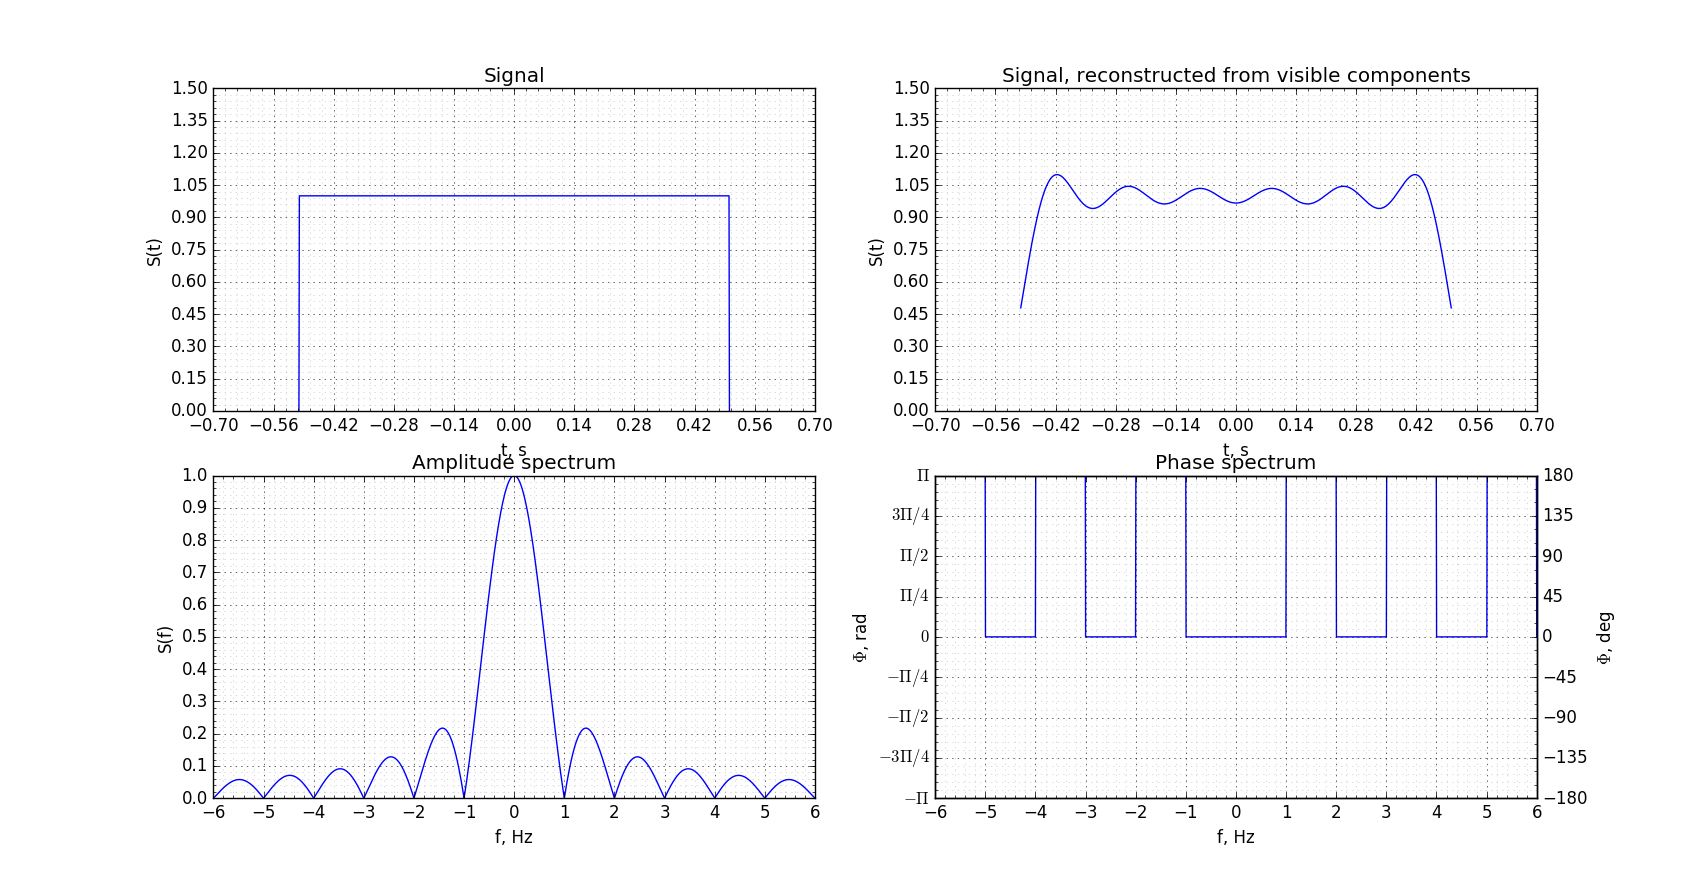 Signal
1.50
1.35
1.20
1.05
0.90
0.75
0.60
0.45
0.30
0.15
0.00
S(t)
−0.70 −0.56 −0.42 −0.28 −0.14 0.00 0.14 0.28 0.42 0.56 0.70
t, s
Signal, reconstructed from visible components
1.50
1.35
1.20
1.05
0.90
0.75
0.60
0.45
0.30
0.15
0.00
S(t)
−0.70 −0.56 −0.42 −0.28 −0.14 0.00 0.14 0.28 0.42 0.56 0.70
t, s
Amplitude spectrum
1.0
0.9
0.8
0.7
0.6
0.5
0.4
0.3
0.2
0.1
0.0
S(f)
−6 −5 −4 −3 −2 −1 0 1 2 3 4 5 6
f, Hz
Phase spectrum
Π
3Π/4
Π/2
Π/4
0
−Π/4
−Π/2
−3Π/4
−Π
Φ, rad
180
135
90
45
0
−45
−90
−135
−180
Φ, deg
−6 −5 −4 −3 −2 −1 0 1 2 3 4 5 6
f, Hz